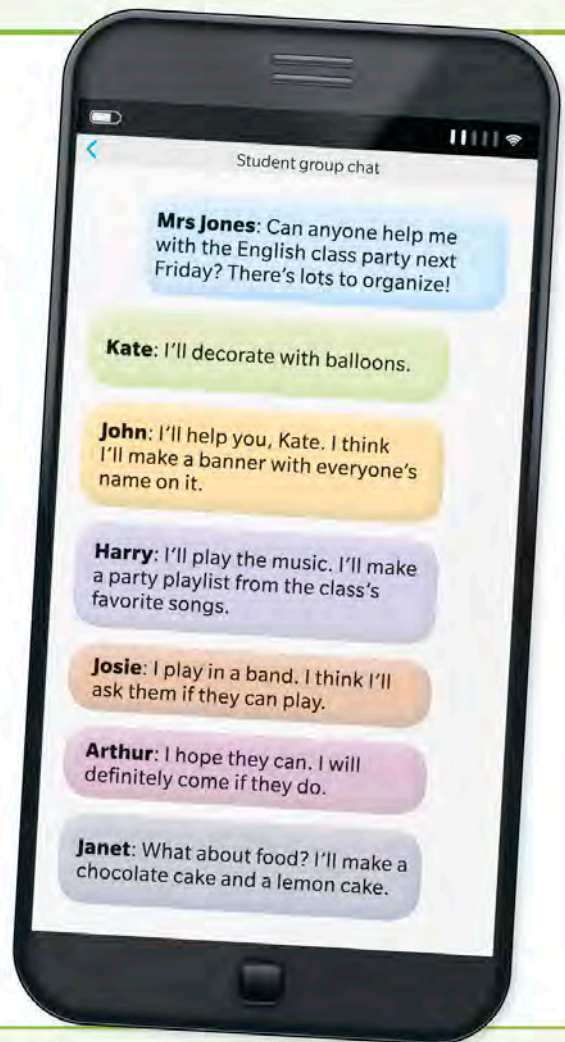 Student group chat
Mrs Jones: Can anyone help me
with the English class party next
Friday? There's lots to organize!
Kate: I'll decorate with balloons.
John: I'll help you, Kate. I think
I'll make a banner with everyone's
name on it.
Harry: I'll play the music. I'll make
a party playlist from the class's
favorite songs.
Josie: I play in a band. I think I'll
ask them if they can play.
Arthur: I hope they can. I will
definitely come if they do.
Janet: What about food? I'll make a
chocolate cake and a lemon cake.